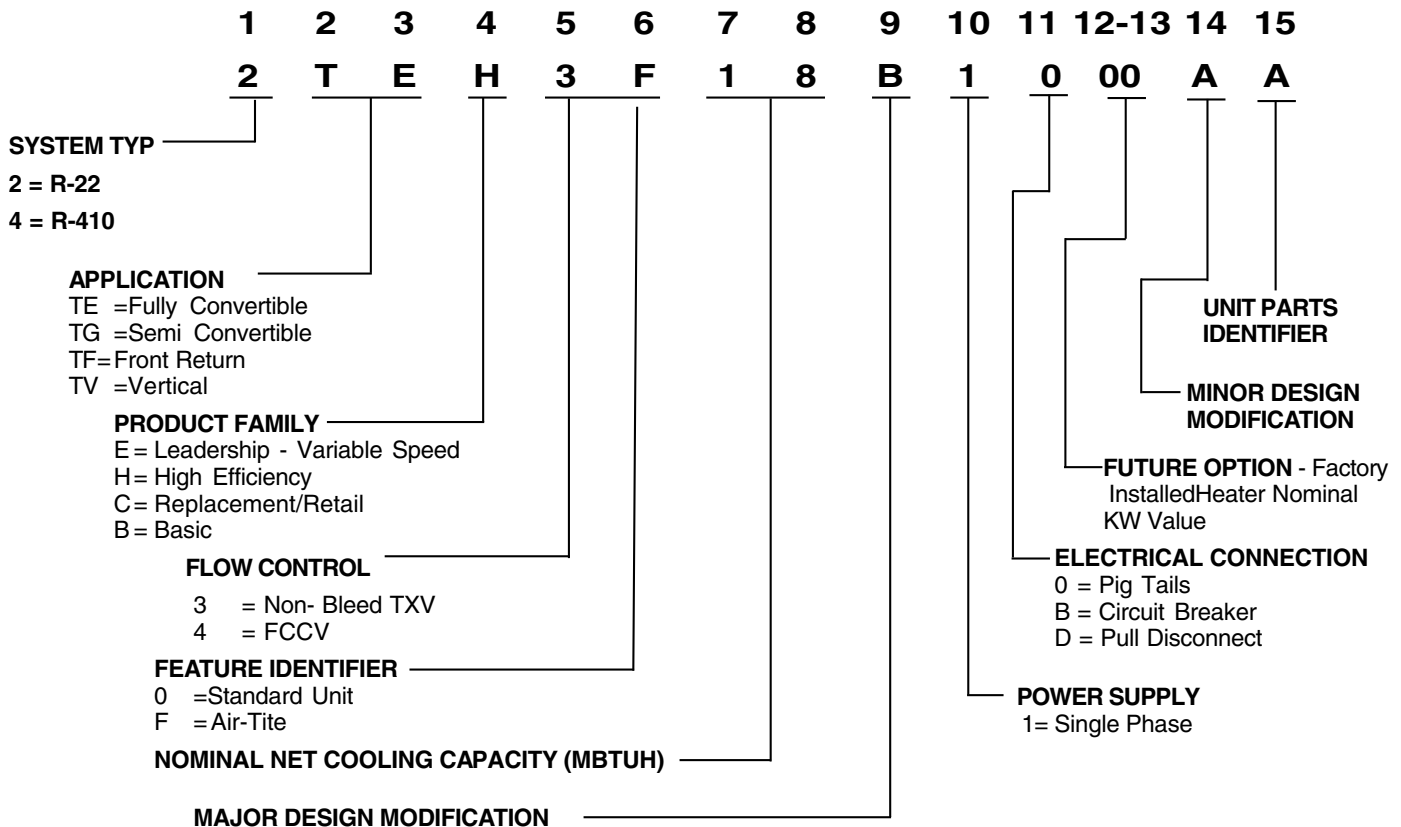 1 2 3 4 5 6 7 8 9 10 11 12-13 14 15
2 T E H 3 F 1 8 B 1 0 00 A A
SYSTEM TYP
2 = R-22
4 = R-410
APPLICATION
TE =Fully Convertible
TG =Semi Convertible
TF=Front Return
TV =Vertical
PRODUCT FAMILY
E= Leadership - Variable Speed
H= High Efficiency
C= Replacement/Retail
B= Basic
FLOW CONTROL
3 = Non- Bleed TXV
4 = FCCV
FEATURE IDENTIFIER
0 =Standard Unit
F =Air-Tite
NOMINAL NET COOLING CAPACITY (MBTUH)
MAJOR DESIGN MODIFICATION
UNIT PARTS
IDENTIFIER
MINOR DESIGN
MODIFICATION
FUTURE OPTION - Factory
InstalledHeater Nominal
KW Value
ELECTRICAL CONNECTION
0 = Pig Tails
B = Circuit Breaker
D = Pull Disconnect
POWER SUPPLY
1= Single Phase